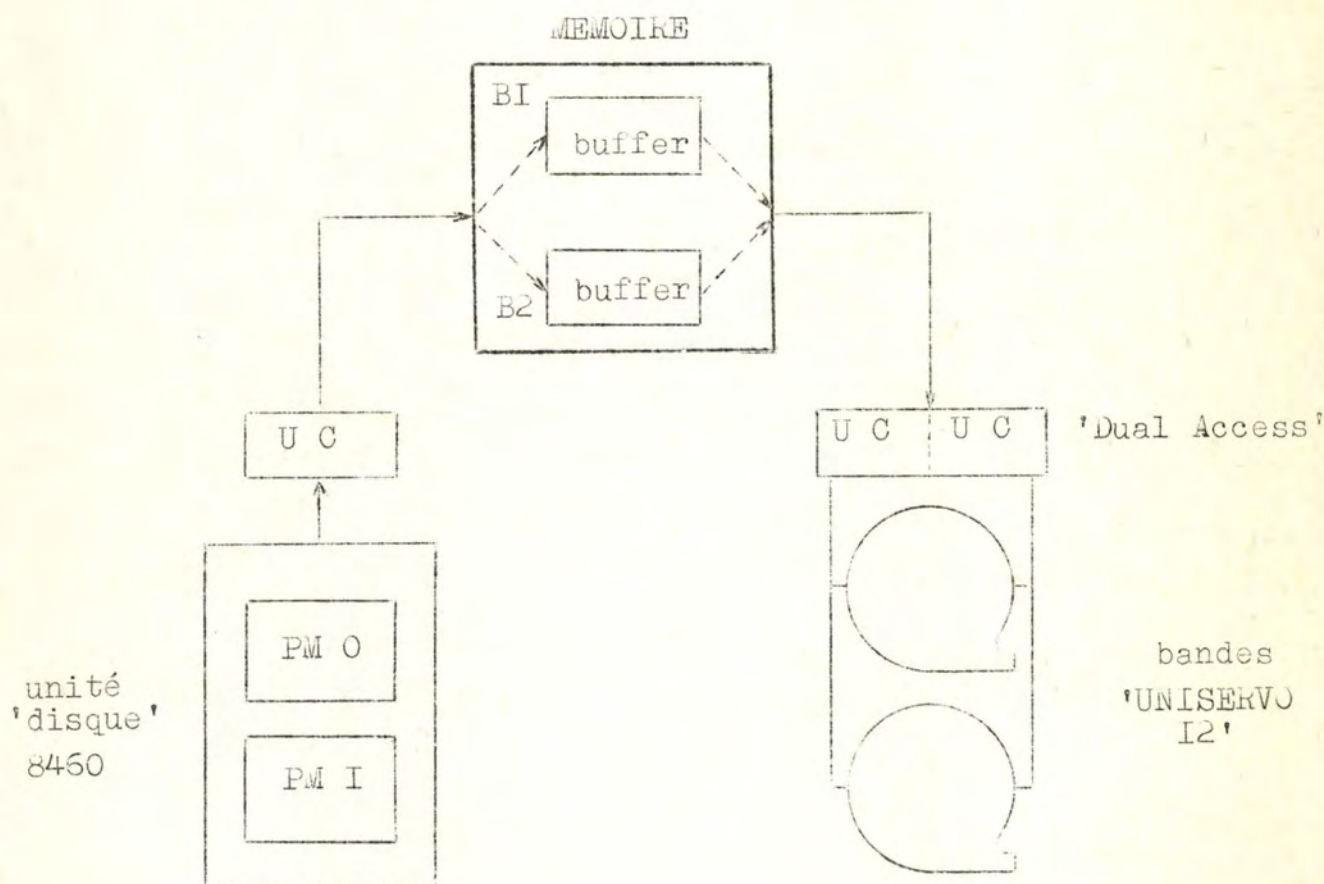 MEMOIRE
BI
buffer
B2
buffer
U C
U C
U C
'Dual Access'
PM O
PM I
unité
'disque'
8460
bandes
'UNISERVO
I2'